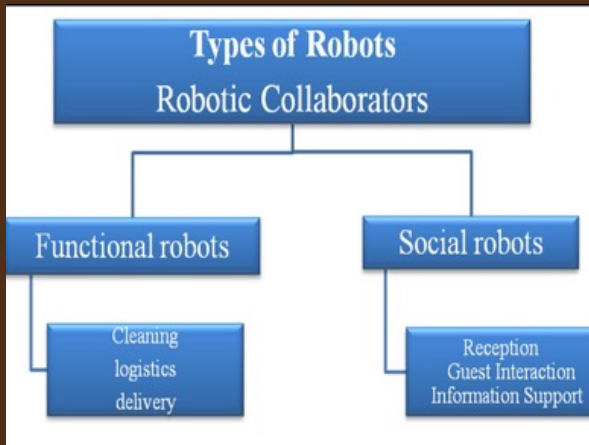 Types of Robots
Robotic Collaborators
Functional robots
Social robots
Cleaning
logistics
delivery
Reception
Guest Interaction
Information Support